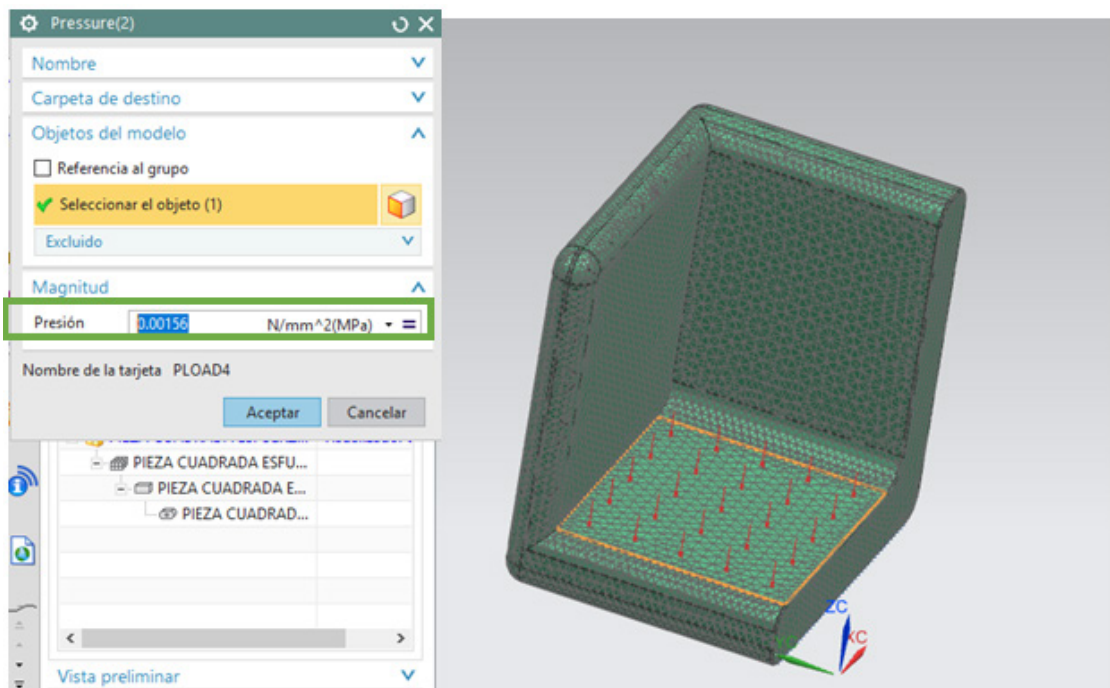 Pressure(2)
Nombre
Carpeta de destino
Objetos del modelo
Referencia al grupo
Seleccionar el objeto (1)
Excluido
Magnitud
Presión 0.00156 N/mm^2(MPa)
Nombre de la tarjeta PLOAD4
Aceptar Cancelar
PIEZA CUADRADA ESFU...
PIEZA CUADRADA E...
PIEZA CUADRAD...
ZC
XC
Vista preliminar